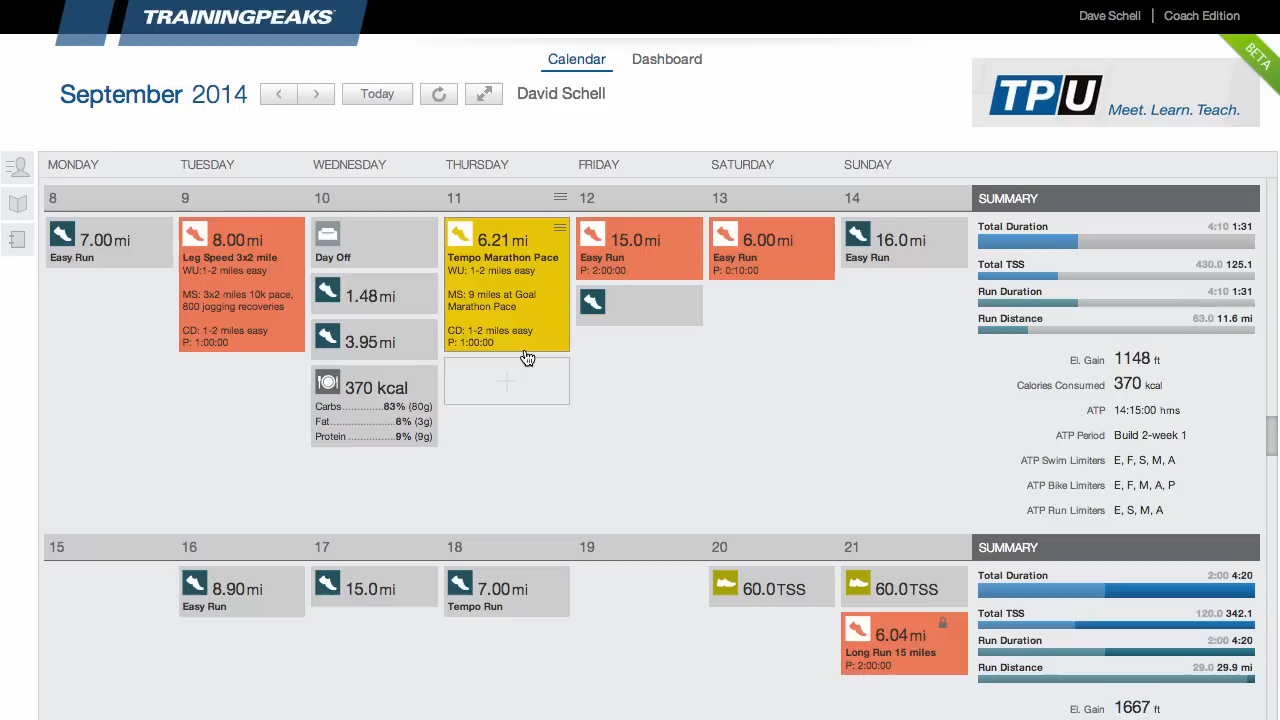 TRAININGPEAKS
Dave Schell | Coach Edition
BETA
Calendar Dashboard
September 2014 < > Today David Schell
TPU Meet. Learn. Teach.
MONDAY TUESDAY WEDNESDAY THURSDAY FRIDAY SATURDAY SUNDAY
8 9 10 11 12 13 14 SUMMARY
7.00 mi
Easy Run
8.00 mi
Leg Speed 3x2 mile
WU:1-2 miles easy
MS: 3x2 miles 10k pace,
800 jogging recoveries
CD: 1-2 miles easy
P: 1:00:00
Day Off
1.48 mi
3.95 mi
370 kcal
Carbs.............83% (80g)
Fat....................8% (3g)
Protein..............9% (9g)
6.21 mi
Tempo Marathon Pace
WU: 1-2 miles easy
MS: 9 miles at Goal
Marathon Pace
CD: 1-2 miles easy
P: 1:00:00
+
15.0 mi
Easy Run
P: 2:00:00
6.00 mi
Easy Run
P: 0:10:00
16.0 mi
Easy Run
Total Duration 4:10 1:31
Total TSS 430.0 125.1
Run Duration 4:10 1:31
Run Distance 63.0 11.6 mi
El. Gain 1148 ft
Calories Consumed 370 kcal
ATP 14:15:00 hms
ATP Period Build 2-week 1
ATP Swim Limiters E, F, S, M, A
ATP Bike Limiters E, F, M, A, P
ATP Run Limiters E, S, M, A
15 16 17 18 19 20 21 SUMMARY
8.90 mi
Easy Run
15.0 mi
7.00 mi
Tempo Run
60.0 TSS
60.0 TSS
6.04 mi
Long Run 15 miles
P: 2:00:00
Total Duration 2:00 4:20
Total TSS 120.0 342.1
Run Duration 2:00 4:20
Run Distance 29.0 29.9 mi
El. Gain 1667 ft